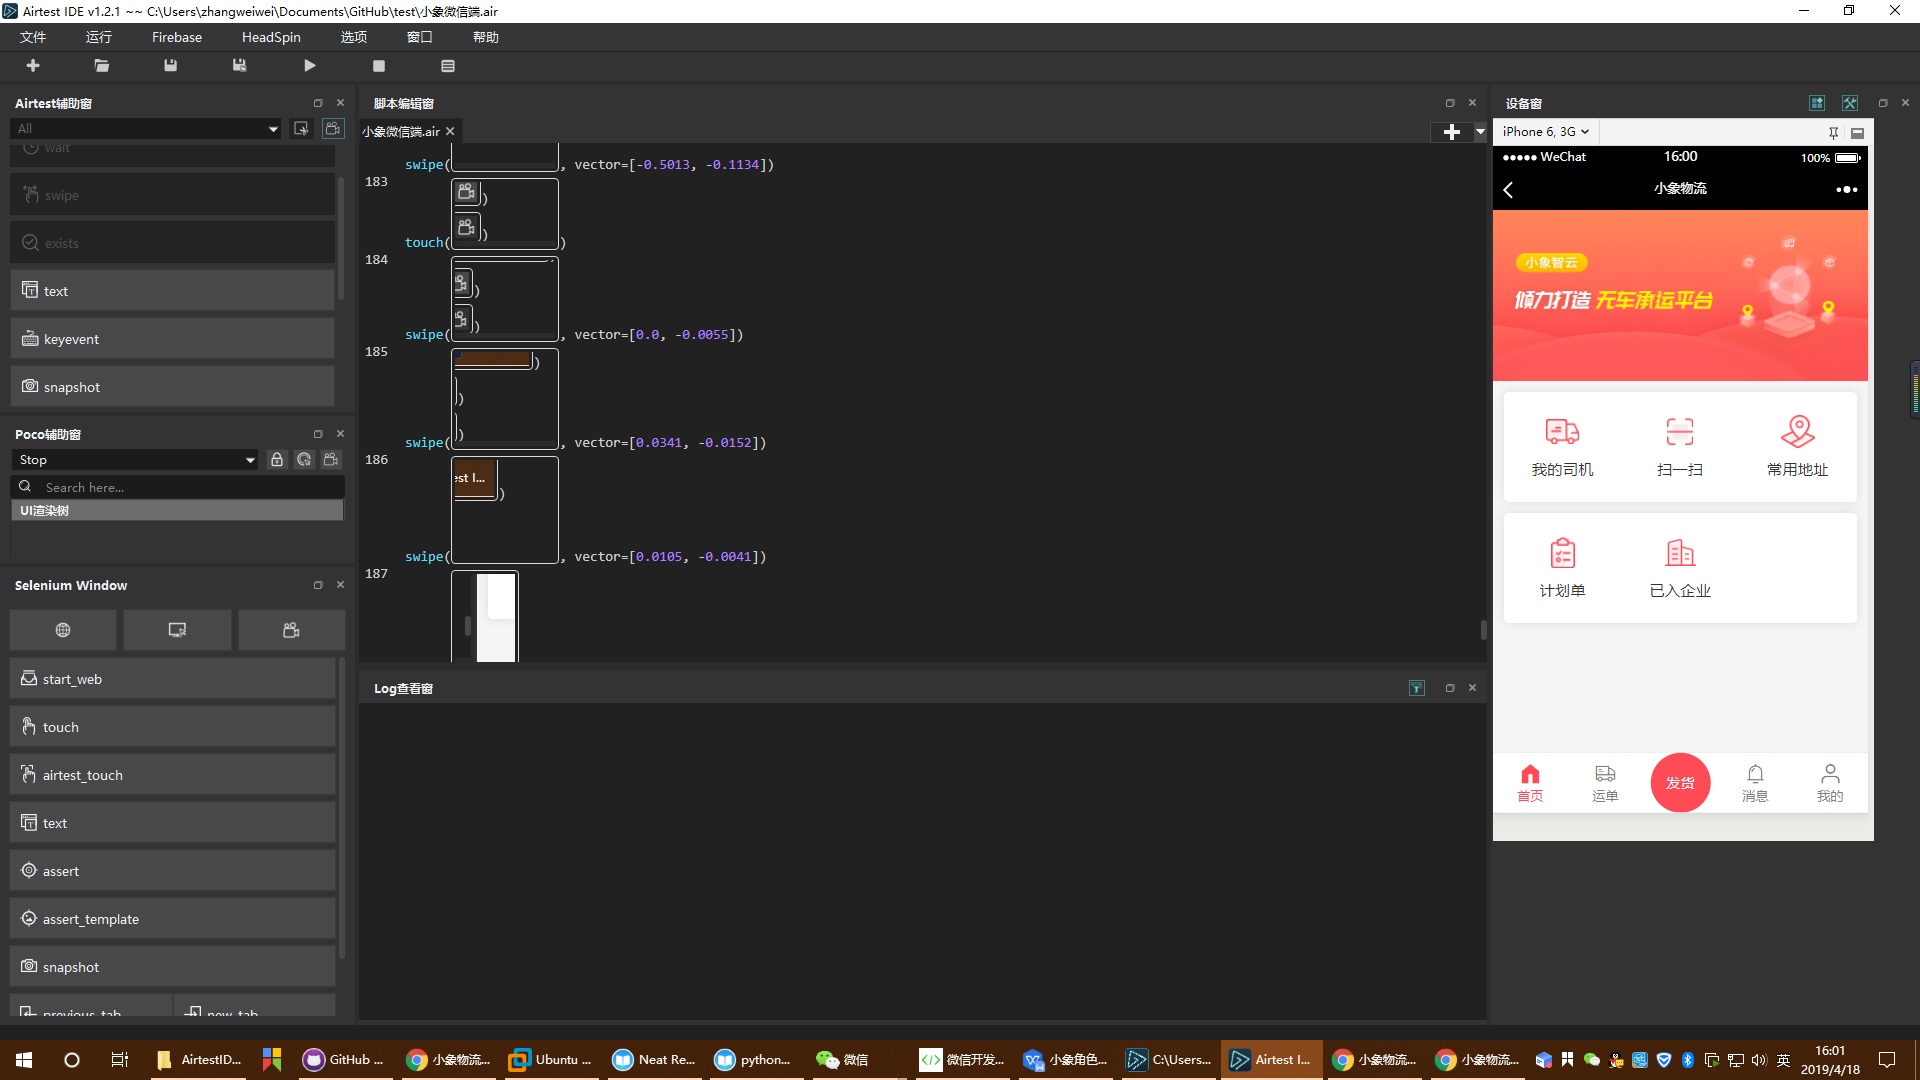 Airtest IDE v1.2.1 ~~ C:\Users\zhangweiwei\Documents\GitHub\test\小象微信端.air
文件 运行 Firebase HeadSpin 选项 窗口 帮助
Airtest辅助窗
All
wait
swipe
exists
text
keyevent
snapshot
Poco辅助窗
Stop
Search here...
UI渲染树
Selenium Window
start_web
touch
airtest_touch
text
assert
assert_template
snapshot
previous_tab new_tab
脚本编辑窗
小象微信端.air
swipe( , vector=[-0.5013, -0.1134])
183
)
)
touch( )
184
)
)
swipe( , vector=[0.0, -0.0055])
185
)
)
)
swipe( , vector=[0.0341, -0.0152])
186
est I... )
swipe( , vector=[0.0105, -0.0041])
187
Log查看窗
设备窗
iPhone 6, 3G
WeChat 16:00 100%
小象物流
小象智云
倾力打造 无车承运平台
我的司机 扫一扫 常用地址
计划单 已入企业
首页 运单 发货 消息 我的
AirtestID... GitHub ... 小象物流... Ubuntu ... Neat Re... python... 微信 微信开发... 小象角色... C:\Users... Airtest I... 小象物流... 小象物流... 英
16:01
2019/4/18